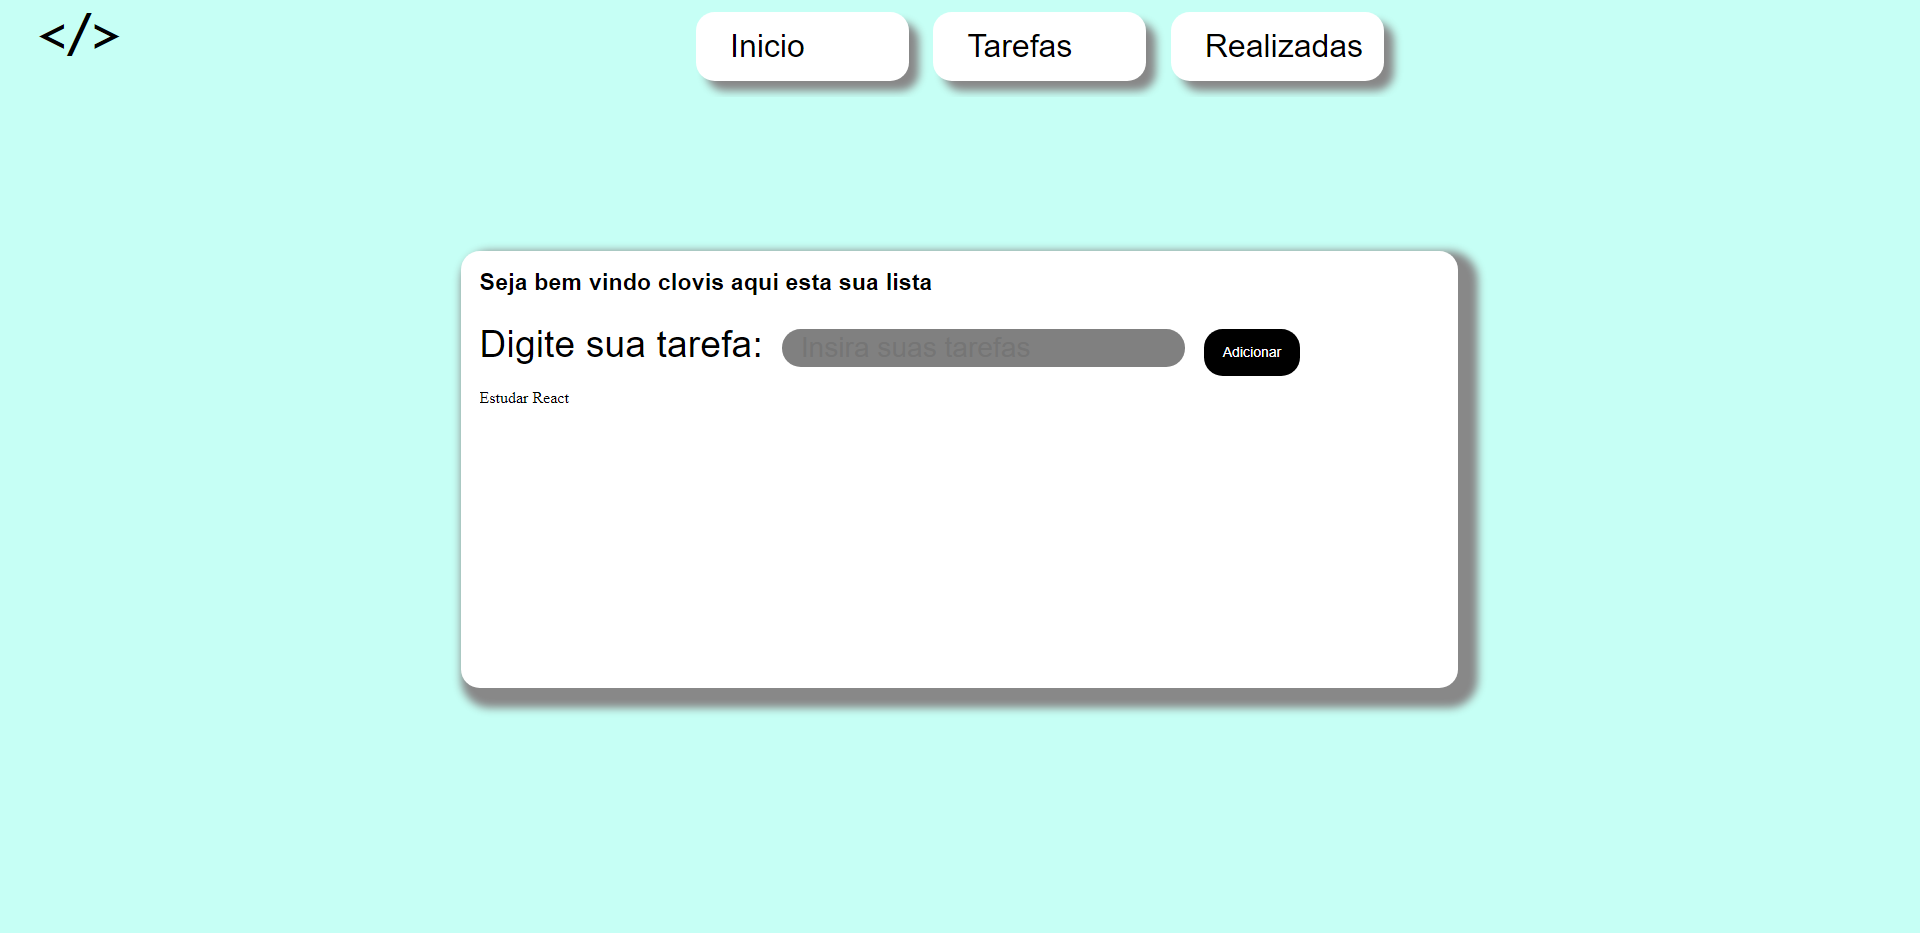 </>
Inicio Tarefas Realizadas
Seja bem vindo clovis aqui esta sua lista
Digite sua tarefa: Insira suas tarefas Adicionar
Estudar React